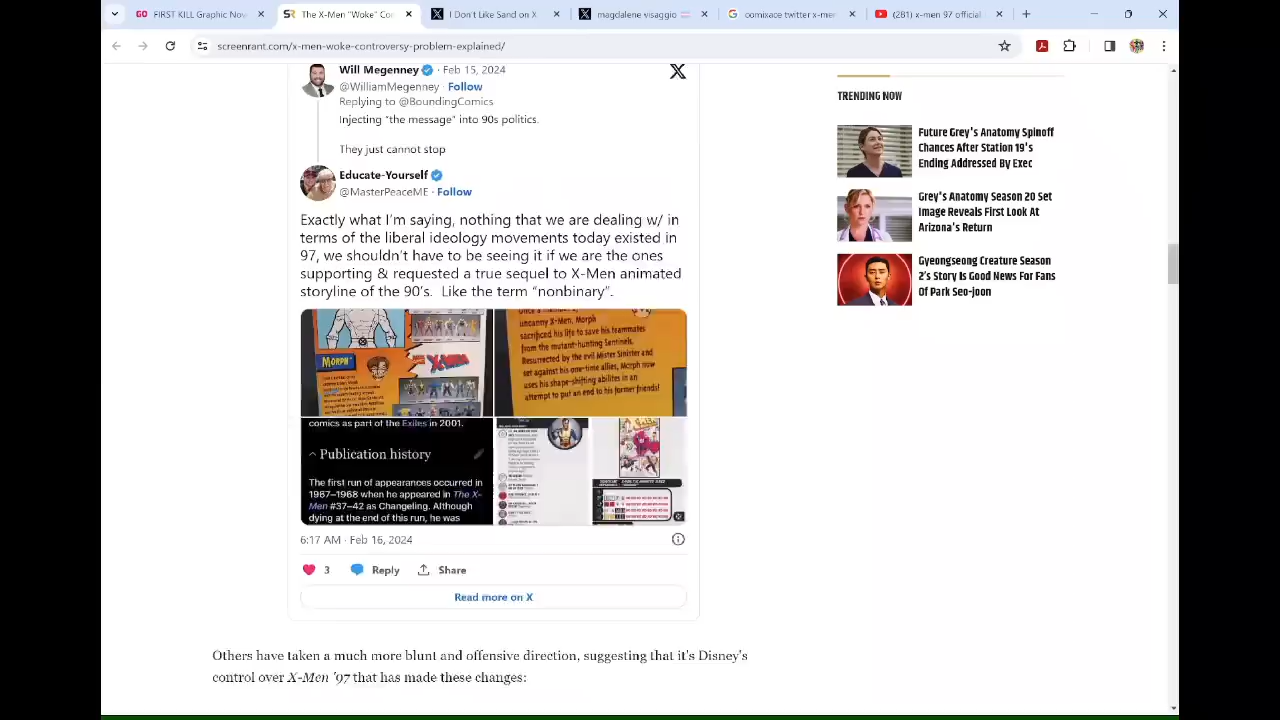 FIRST KILL Graphic Nov
The X-Men "Woke" Cor
I Don't Like Sand on X
magdalene visaggio
oomixace twitter x-mer
(281) x-men 97 official
screenrant.com/x-men-woke-controversy-problem-explained/
Will Megenney Feb 15, 2024
@WilliamMegenney · Follow
Replying to @BoundingComics
Injecting "the message" into 90s politics.
They just cannot stop
Educate-Yourself
@MasterPeaceME · Follow
Exactly what I'm saying, nothing that we are dealing w/ in
terms of the liberal ideology movements today existed in
97, we shouldn't have to be seeing it if we are the ones
supporting & requested a true sequel to X-Men animated
storyline of the 90's. Like the term "nonbinary".
MORPH
X-MEN
uncanny X-Men, Morph
sacrificed his life to save his teammates
from the mutant-hunting Sentinels.
Resurrected by the evil Mister Sinister and
set against his one-time allies, Morph now
uses his shape-shifting abilites in an
attempt to put an end to his former friends!
comics as part of the Exiles in 2001.
Publication history
The first run of appearances occurred in
1967–1968 when he appeared in The X-
Men #37–42 as Changeling. Although
dying at the end of this run, he was
6:17 AM · Feb 16, 2024
3 Reply Share
Read more on X
Others have taken a much more blunt and offensive direction, suggesting that it's Disney's
control over X-Men '97 that has made these changes:
TRENDING NOW
Future Grey's Anatomy Spinoff
Chances After Station 19's
Ending Addressed By Exec
Grey's Anatomy Season 20 Set
Image Reveals First Look At
Arizona's Return
Gyeongseong Creature Season
2's Story Is Good News For Fans
Of Park Seo-joon